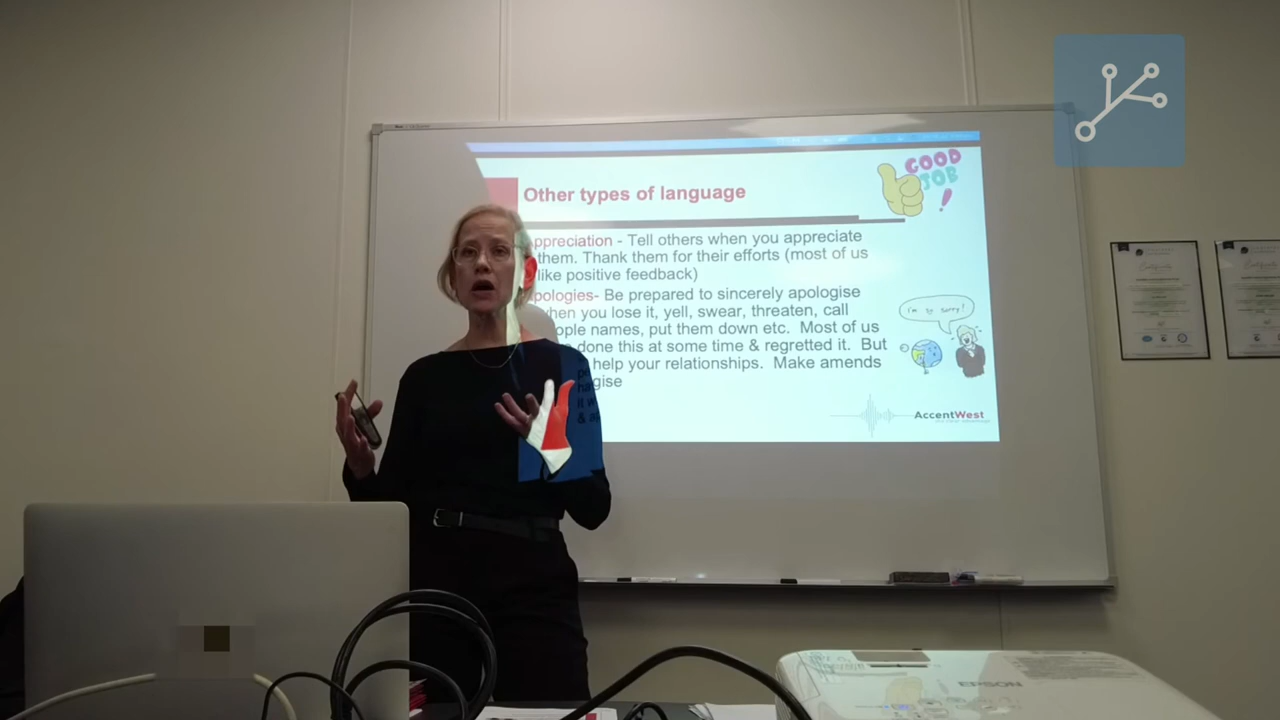 GOOD
JOB
!
Other types of language
ppreciation - Tell others when you appreciate
them. Thank them for their efforts (most of us
like positive feedback)
pologies- Be prepared to sincerely apologise
hen you lose it, yell, swear, threaten, call
ople names, put them down etc. Most of us
done this at some time & regretted it. But
help your relationships. Make amends
gise
I'm so sorry!
AccentWest
EPSON